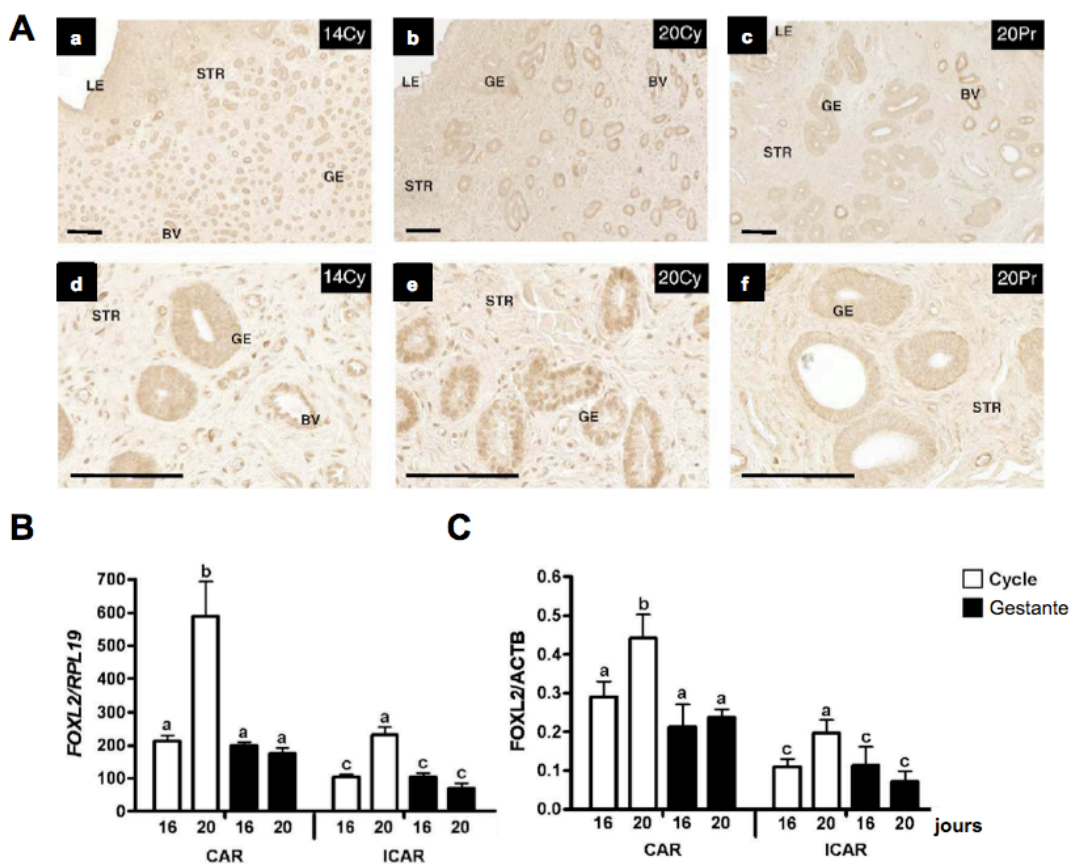 A
a 14Cy
LE
STR
GE
BV
b 20Cy
LE
GE
BV
STR
c 20Pr
LE
GE
BV
STR
d 14Cy
STR
GE
BV
e 20Cy
STR
GE
f 20Pr
GE
STR
B
FOXL2/RPL19
700
600
500
400
300
200
100
0
a b a a c a c c
16 20 16 20 16 20 16 20
CAR ICAR
C
FOXL2/ACTB
0.6
0.5
0.4
0.3
0.2
0.1
0.0
a b a a c a c c
16 20 16 20 16 20 16 20 jours
CAR ICAR
Cycle
Gestante